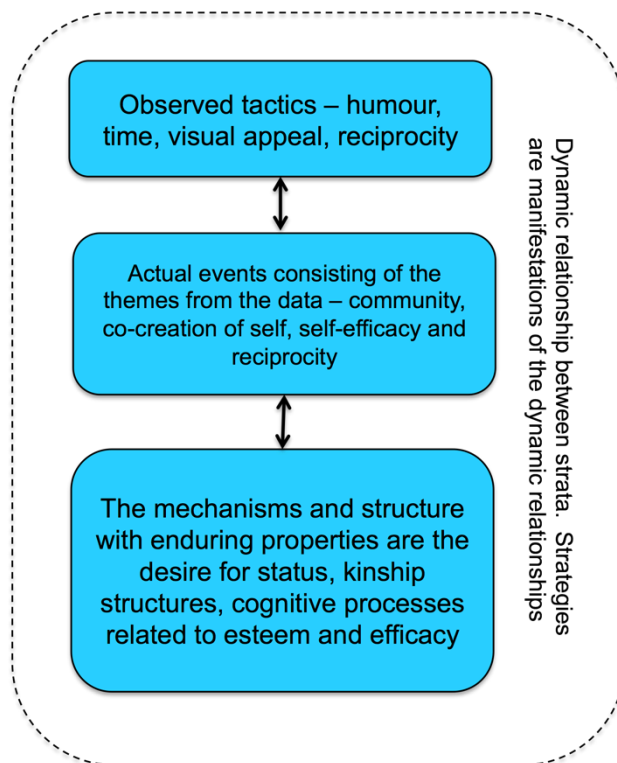 Observed tactics – humour,
time, visual appeal, reciprocity
Actual events consisting of the
themes from the data – community,
co-creation of self, self-efficacy and
reciprocity
The mechanisms and structure
with enduring properties are the
desire for status, kinship
structures, cognitive processes
related to esteem and efficacy
Dynamic relationship between strata.  Strategies
are manifestations of the dynamic relationships